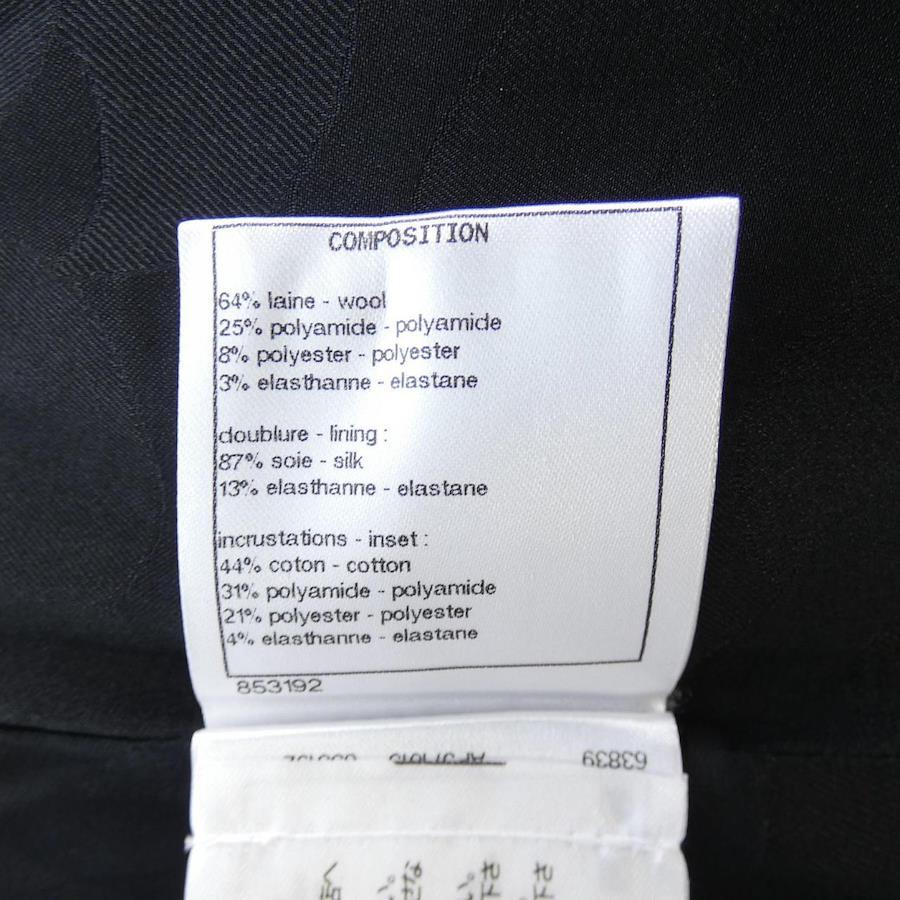 COMPOSITION
64% laine - wool
25% polyamide - polyamide
8% polyester - polyester
3% elasthanne - elastane
doublure - lining :
87% soie - silk
13% elasthanne - elastane
incrustations - inset :
44% coton - cotton
31% polyamide - polyamide
21% polyester - polyester
4% elasthanne - elastane
853192
63839